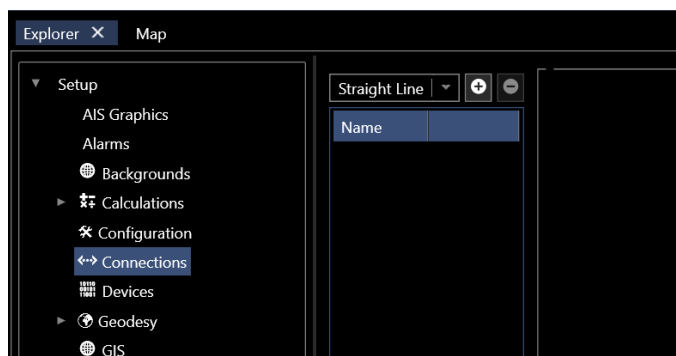 Explorer
Map
Setup
AIS Graphics
Alarms
Backgrounds
Calculations
Configuration
Connections
Devices
Geodesy
GIS
Straight Line
Name